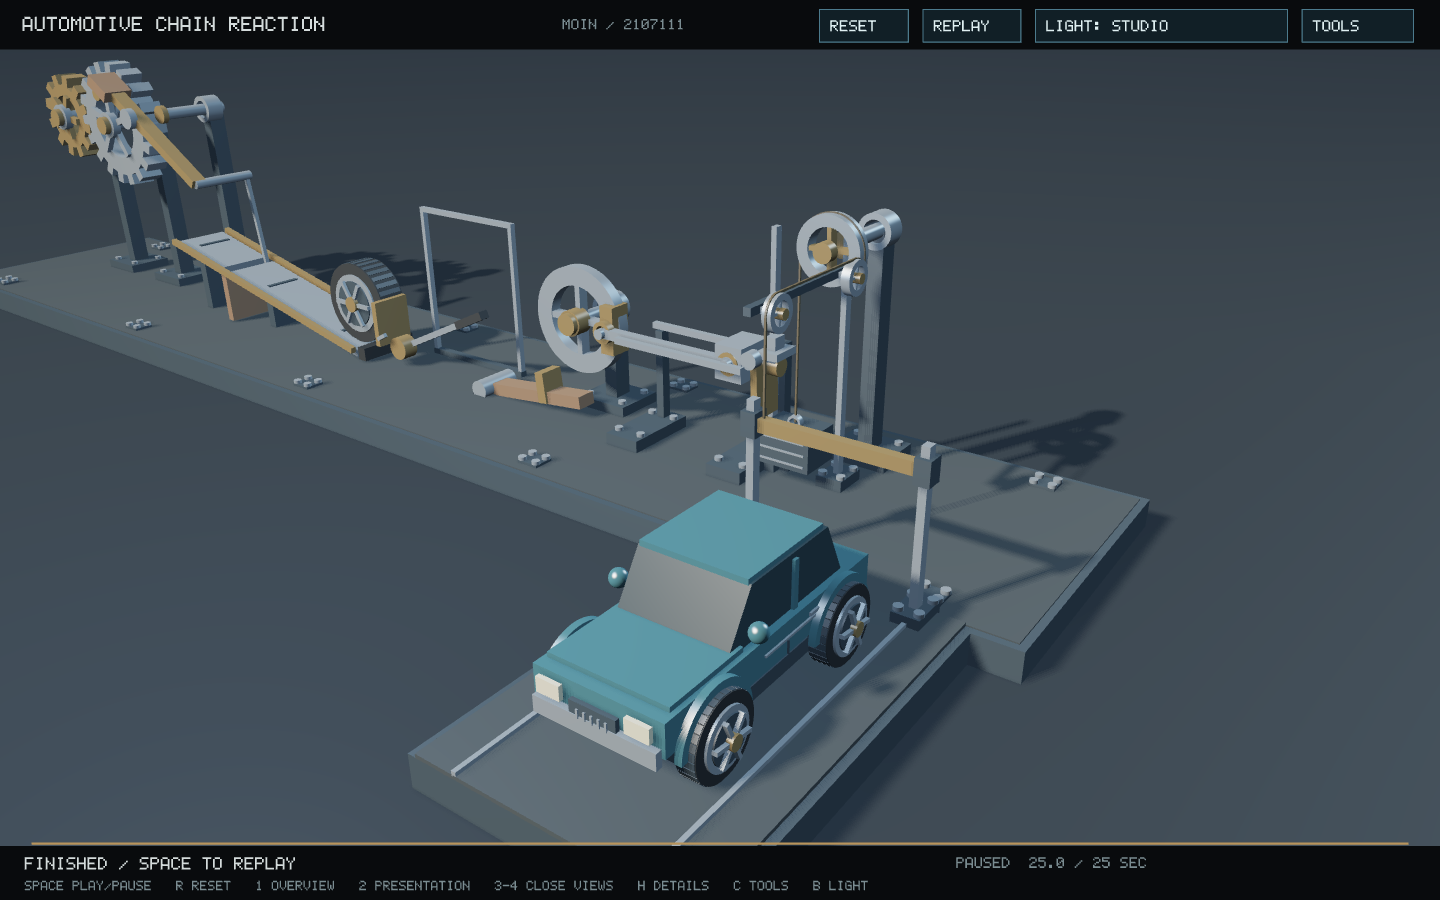 AUTOMOTIVE CHAIN REACTION
MOIN / 2107111
RESET
REPLAY
LIGHT: STUDIO
TOOLS
FINISHED / SPACE TO REPLAY
PAUSED 25.0 / 25 SEC
SPACE PLAY/PAUSE R RESET 1 OVERVIEW 2 PRESENTATION 3-4 CLOSE VIEWS H DETAILS C TOOLS B LIGHT